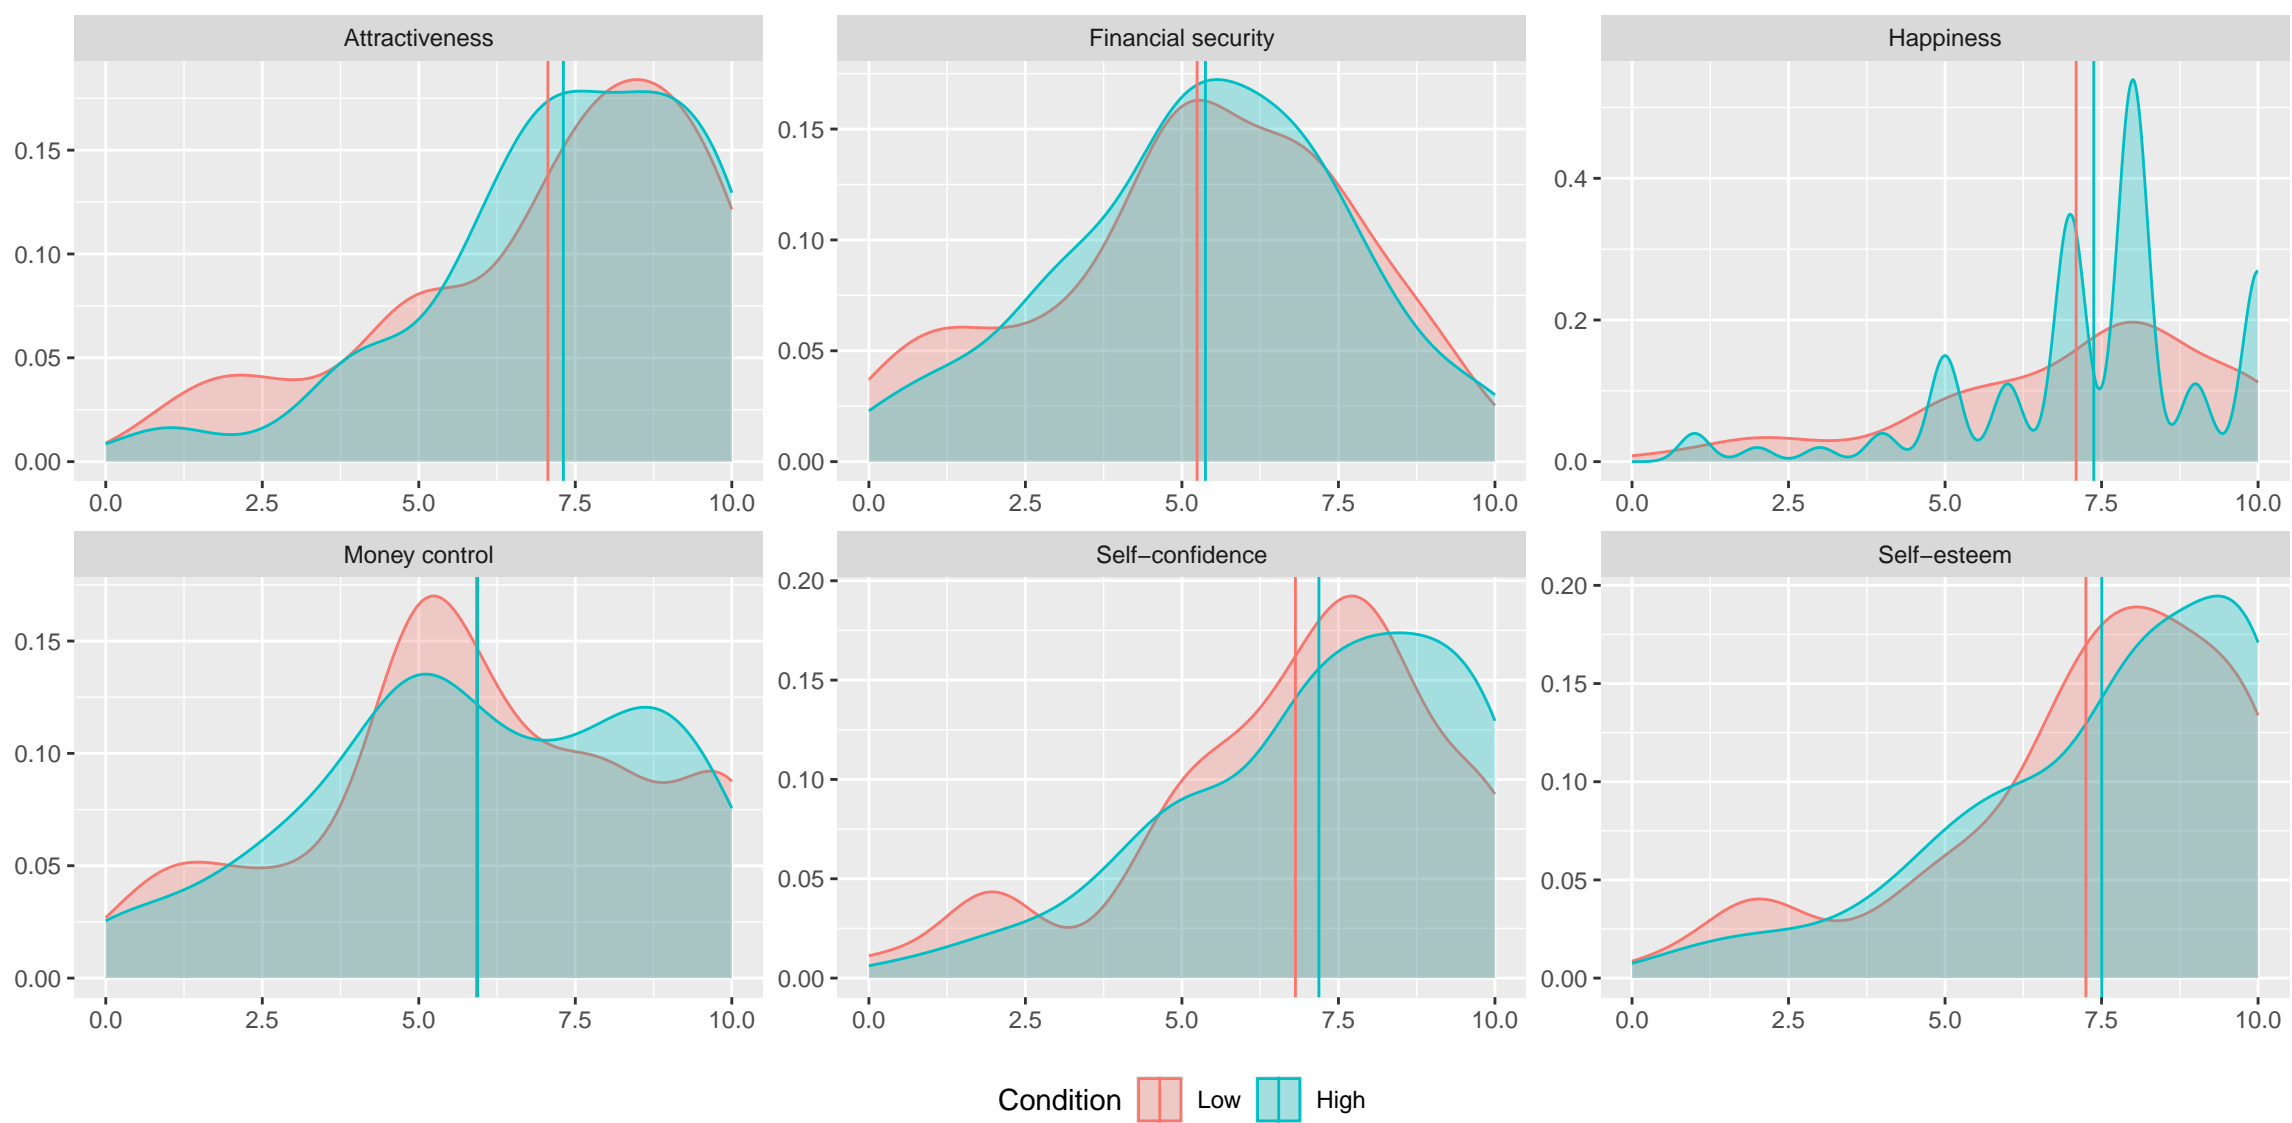 Attractiveness Financial security Happiness
0.15 0.15 0.4
0.10 0.10 0.2
0.05 0.05
0.00 0.00 0.0
0.0 2.5 5.0 7.5 10.0 0.0 2.5 5.0 7.5 10.0 0.0 2.5 5.0 7.5 10.0
Money control Self−confidence Self−esteem
0.20 0.20
0.15 0.15 0.15
0.10 0.10 0.10
0.05 0.05 0.05
0.00 0.00 0.00
0.0 2.5 5.0 7.5 10.0 0.0 2.5 5.0 7.5 10.0 0.0 2.5 5.0 7.5 10.0
Condition Low High